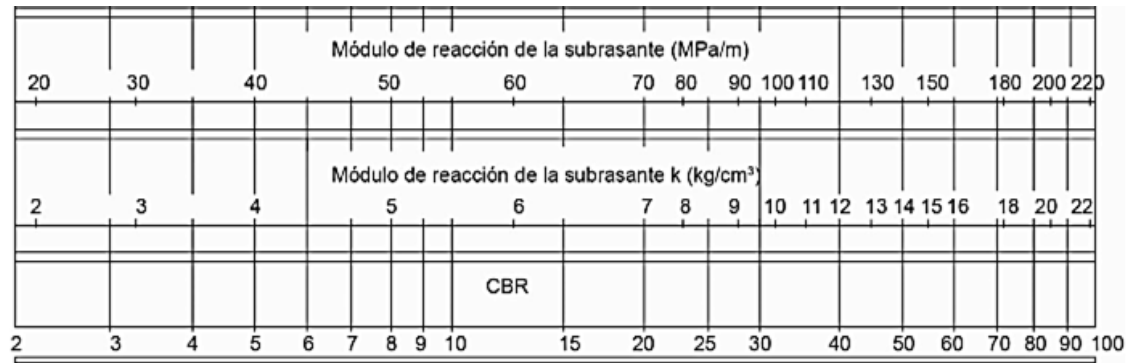 Módulo de reacción de la subrasante (MPa/m)
20 30 40 50 60 70 80 90 100 110 130 150 180 200 220
Módulo de reacción de la subrasante k (kg/cm³)
2 3 4 5 6 7 8 9 10 11 12 13 14 15 16 18 20 22
CBR
2 3 4 5 6 7 8 9 10 15 20 25 30 40 50 60 70 80 90 100